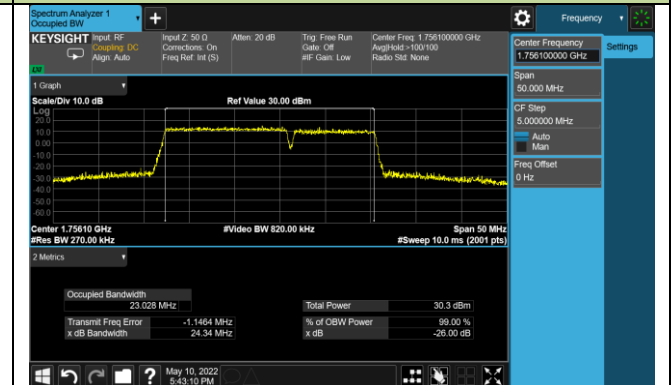 Spectrum Analyzer 1
Occupied BW
+
Frequency
KEYSIGHT
Input: RF
Coupling: DC
Align: Auto
Input Z: 50 Ω
Corrections: On
Freq Ref: Int (S)
Atten: 20 dB
Trig: Free Run
Gate: Off
#IF Gain: Low
Center Freq: 1.756100000 GHz
Avg|Hold:>100/100
Radio Std: None
Center Frequency
1.756100000 GHz
Settings
Span
50.000 MHz
CF Step
5.000000 MHz
Auto
Man
Freq Offset
0 Hz
1 Graph
Scale/Div 10.0 dB
Ref Value 30.00 dBm
Log
20.0
10.0
0.00
-10.0
-20.0
-30.0
-40.0
-50.0
-60.0
Center 1.75610 GHz
#Video BW 820.00 kHz
Span 50 MHz
#Res BW 270.00 kHz
#Sweep 10.0 ms (2001 pts)
2 Metrics
Occupied Bandwidth
23.028 MHz
Total Power 30.3 dBm
Transmit Freq Error -1.1464 MHz
% of OBW Power 99.00 %
x dB Bandwidth 24.34 MHz
x dB -26.00 dB
?
May 10, 2022
5:43:10 PM